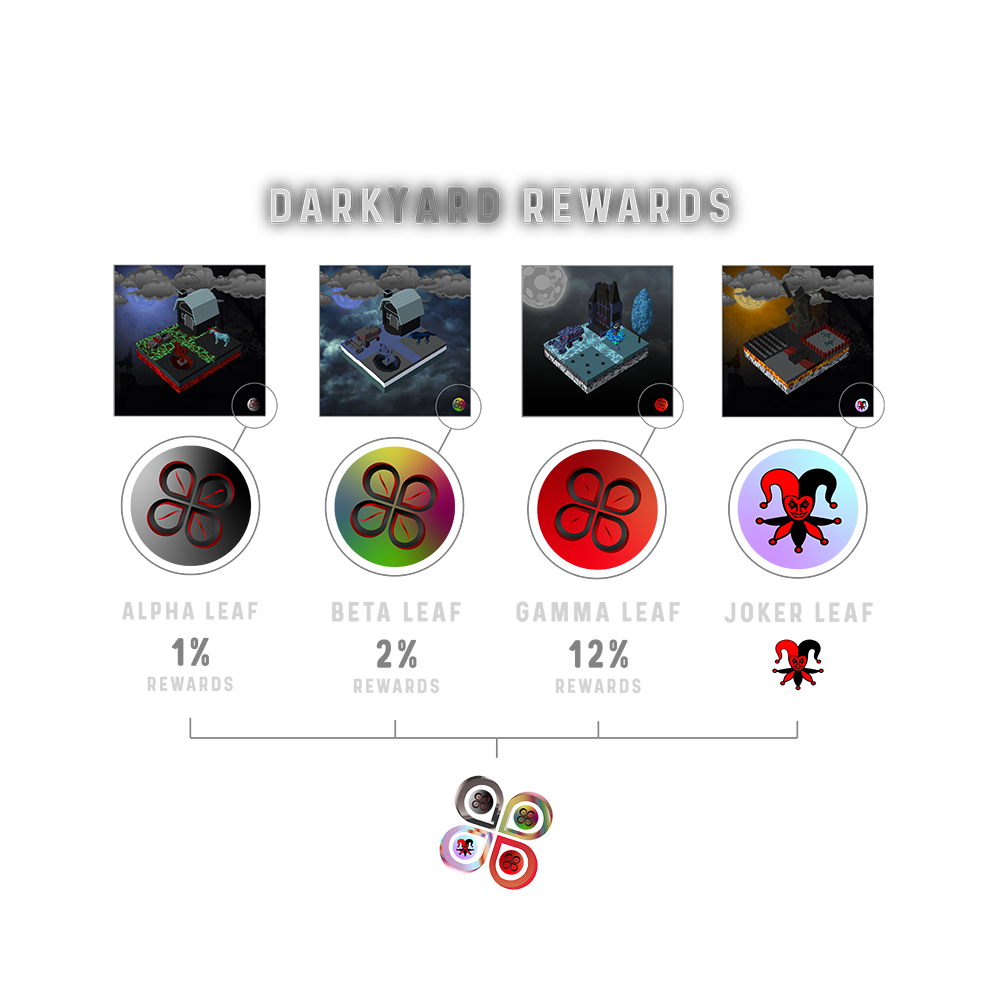 DARKYARD REWARDS
ALPHA LEAF
1%
REWARDS
BETA LEAF
2%
REWARDS
GAMMA LEAF
12%
REWARDS
JOKER LEAF